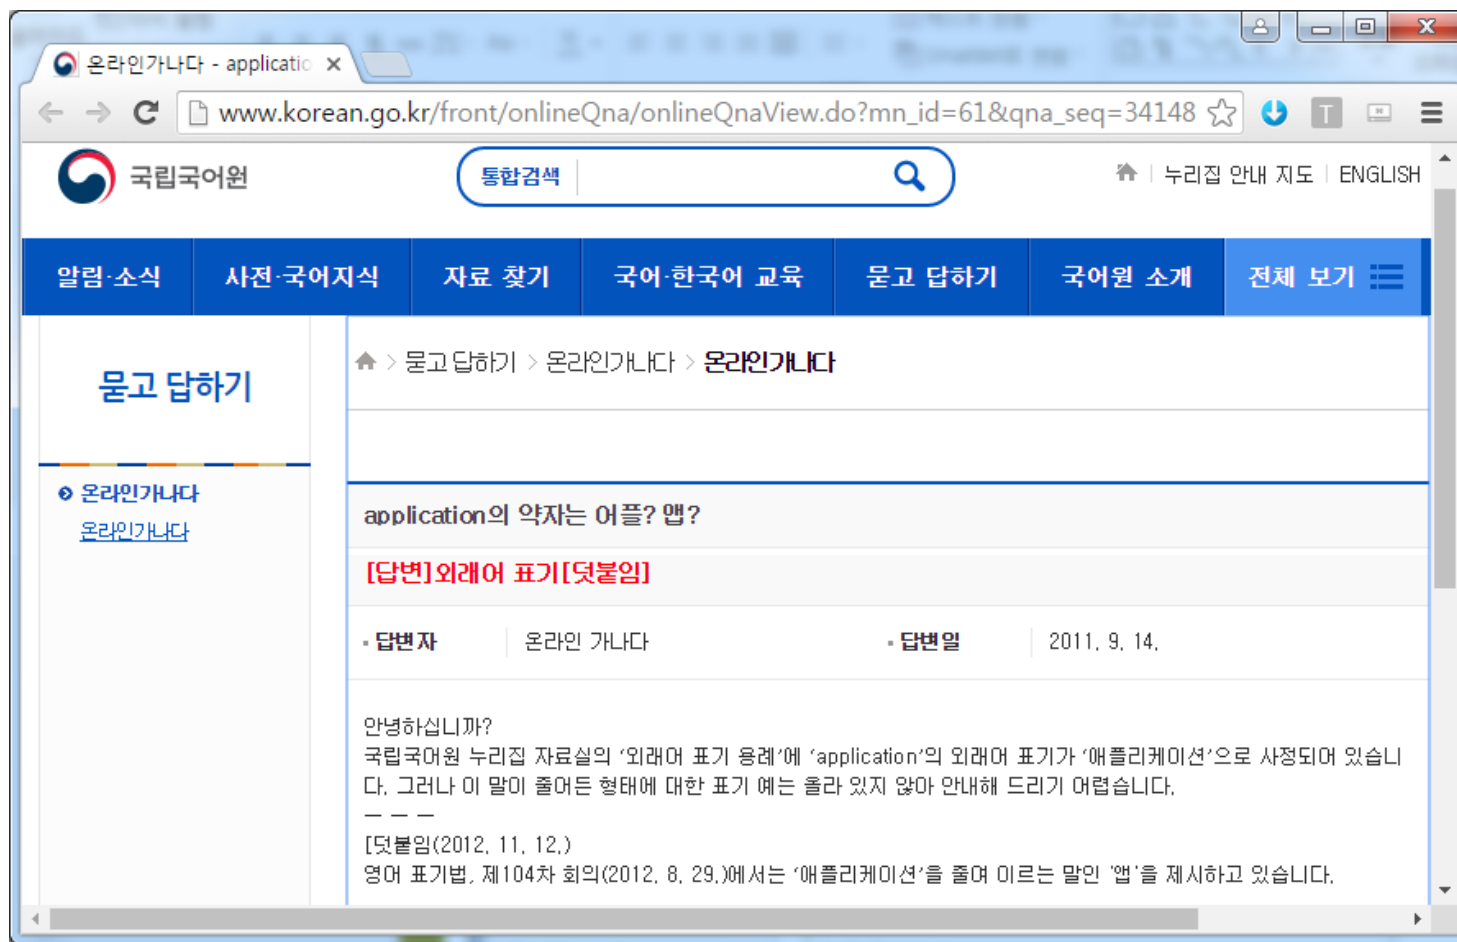 온라인가나다 - applicatio
www.korean.go.kr/front/onlineQna/onlineQnaView.do?mn_id=61&qna_seq=34148
T
국립국어원
통합검색
누리집 안내 지도 | ENGLISH
알림·소식 사전·국어지식 자료 찾기 국어·한국어 교육 묻고 답하기 국어원 소개 전체 보기
묻고 답하기
> 묻고 답하기 > 온라인가나다 > 온라인가나다
온라인가나다
온라인가나다
application의 약자는 어플? 앱?
[답변]외래어 표기[덧붙임]
답변자 온라인 가나다 답변일 2011. 9. 14.
안녕하십니까?
국립국어원 누리집 자료실의 ‘외래어 표기 용례’에 ‘application’의 외래어 표기가 ‘애플리케이션’으로 사정되어 있습니
다. 그러나 이 말이 줄어든 형태에 대한 표기 예는 올라 있지 않아 안내해 드리기 어렵습니다.
– – –
[덧붙임(2012. 11. 12.)
영어 표기법, 제104차 회의(2012. 8. 29.)에서는 ‘애플리케이션’을 줄여 이르는 말인 '앱'을 제시하고 있습니다.